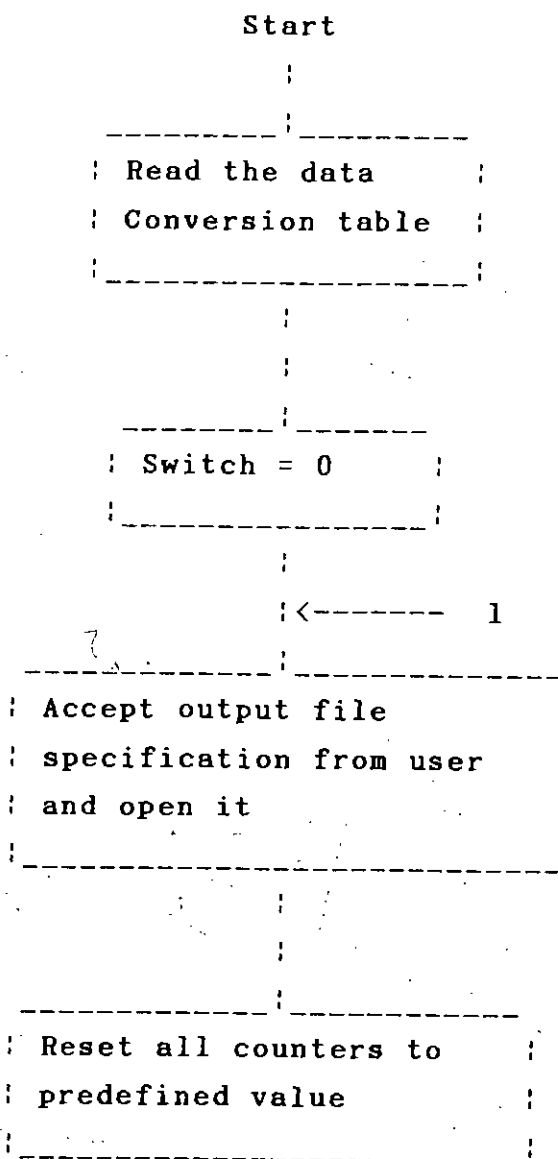 Start
Read the data
Conversion table
Switch = 0
<------- 1
Accept output file
specification from user
and open it
Reset all counters to
predefined value